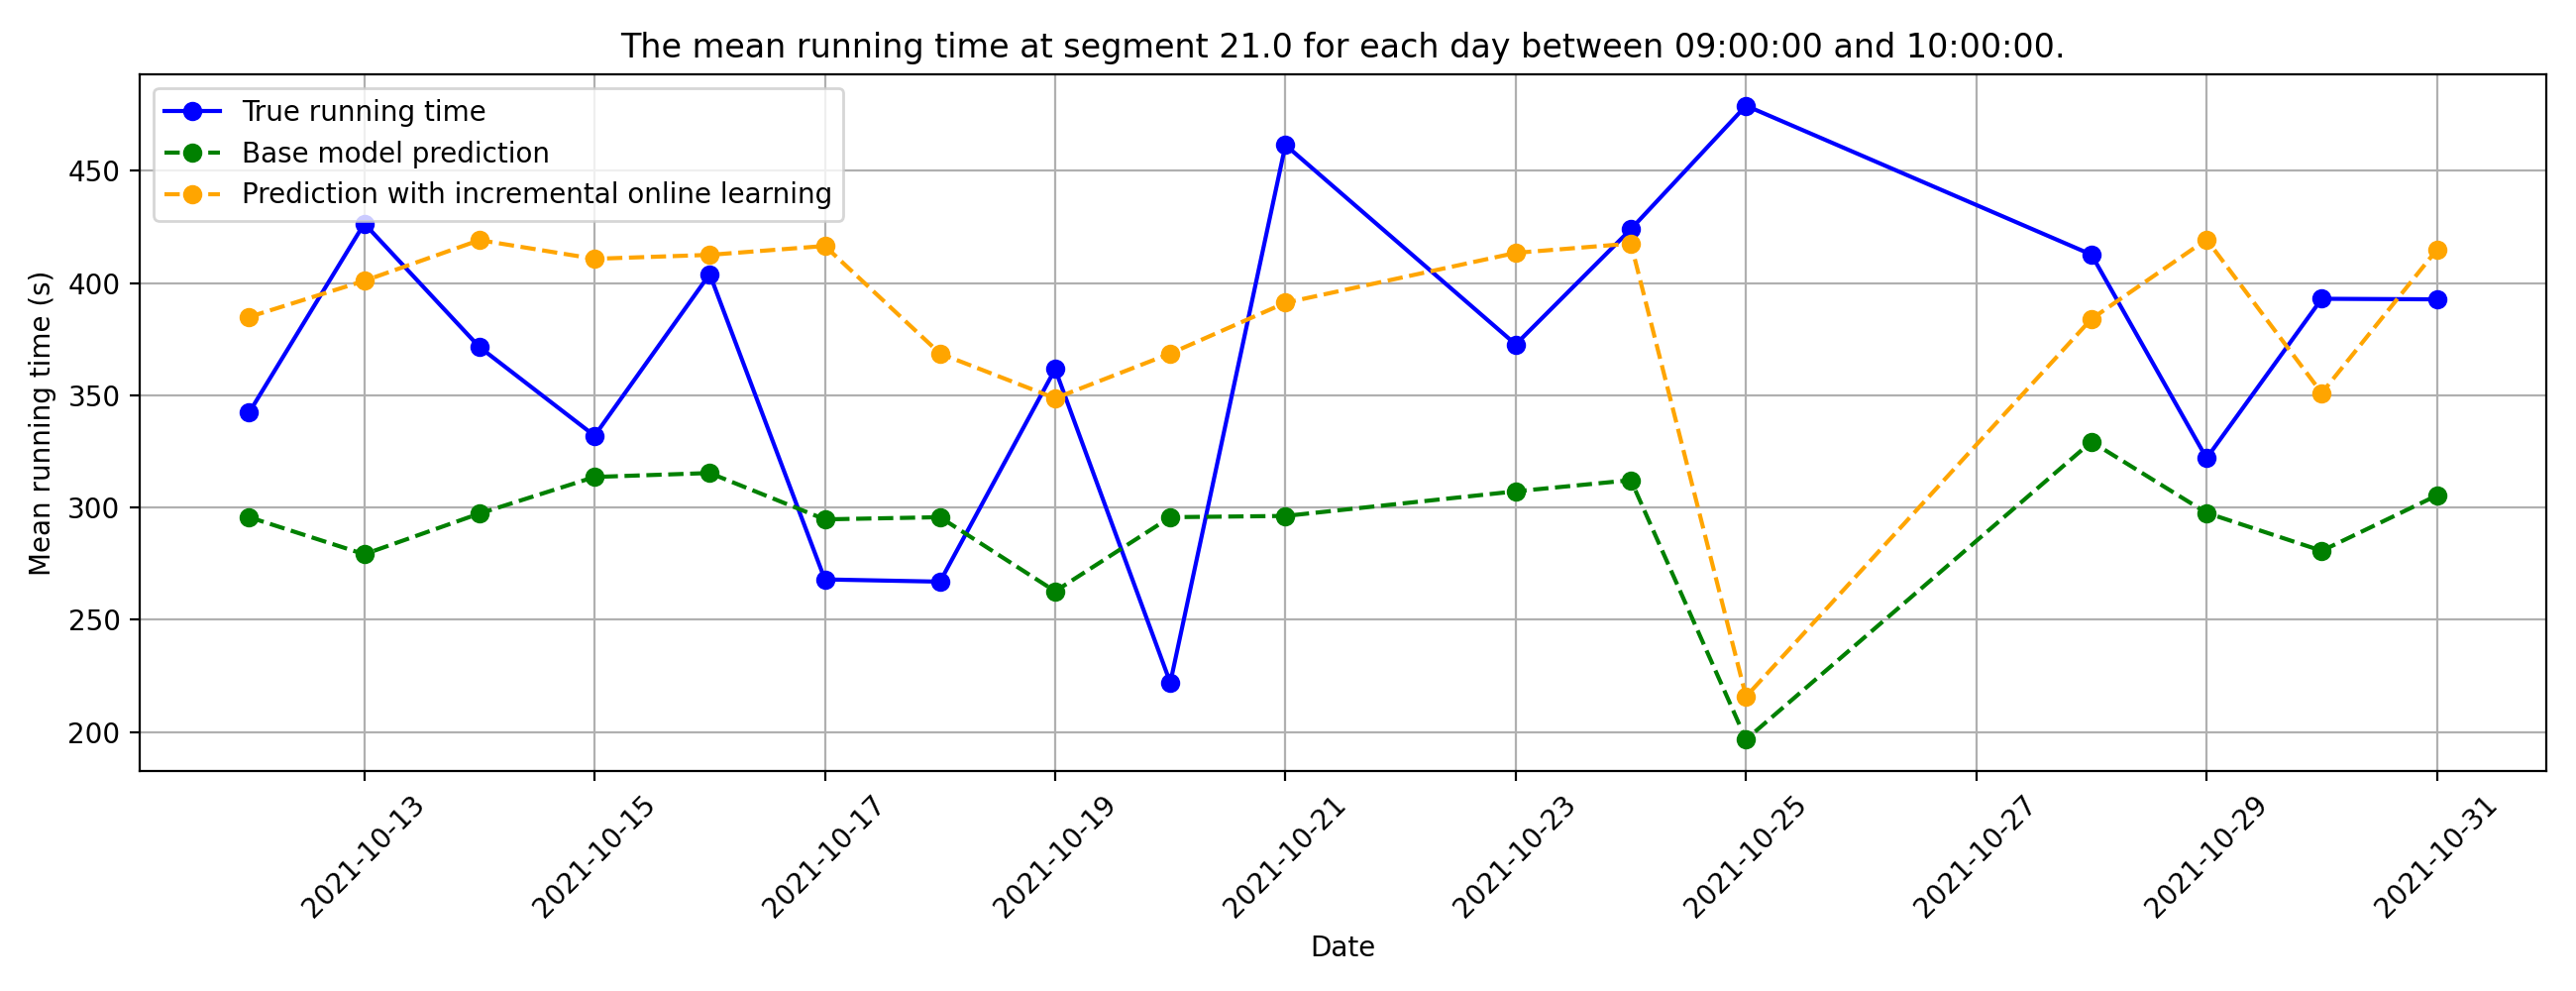 The mean running time at segment 21.0 for each day between 09:00:00 and 10:00:00.
True running time
Base model prediction
Prediction with incremental online learning
Mean running time (s)
450
400
350
300
250
200
2021-10-13
2021-10-15
2021-10-17
2021-10-19
2021-10-21
2021-10-23
2021-10-25
2021-10-27
2021-10-29
2021-10-31
Date